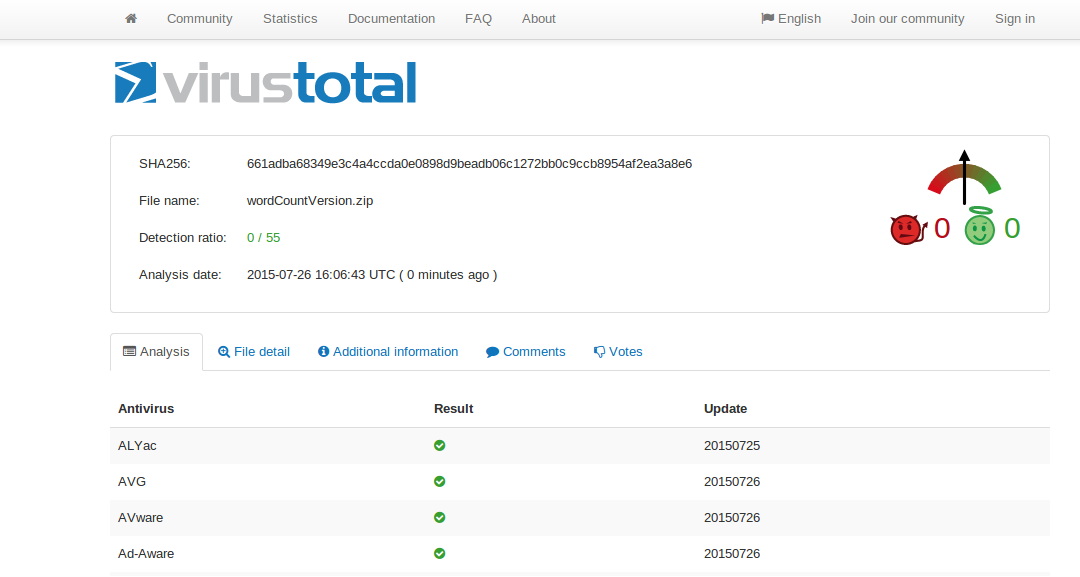 Community Statistics Documentation FAQ About English Join our community Sign in
virustotal
SHA256: 661adba68349e3c4a4ccda0e0898d9beadb06c1272bb0c9ccb8954af2ea3a8e6
File name: wordCountVersion.zip
Detection ratio: 0 / 55
Analysis date: 2015-07-26 16:06:43 UTC ( 0 minutes ago )
0 0
Analysis File detail Additional information Comments Votes
Antivirus Result Update
ALYac 20150725
AVG 20150726
AVware 20150726
Ad-Aware 20150726